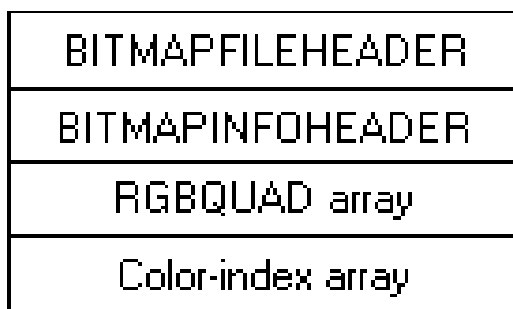 BITMAPFILEHEADER
BITMAPINFOHEADER
RGBQUAD array
Color-index array